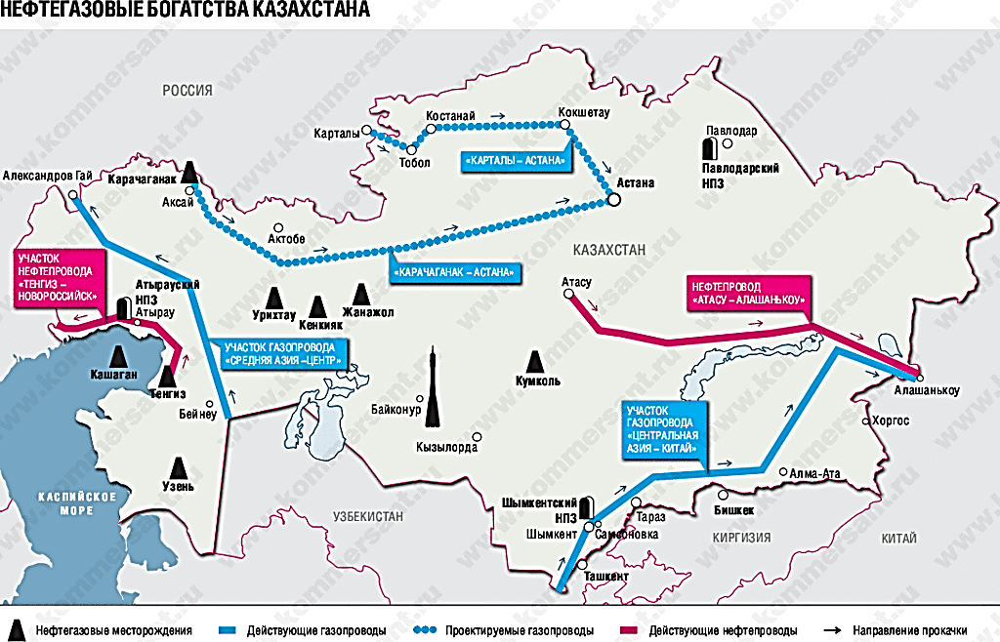 НЕФТЕГАЗОВЫЕ БОГАТСТВА КАЗАХСТАНА
РОССИЯ
Карталы
Костанай
Кокшетау
Тобол
«КАРТАЛЫ – АСТАНА»
Павлодар
Павлодарский
НПЗ
Александров Гай
Карачаганак
Аксай
Астана
Актобе
КАЗАХСТАН
«КАРАЧАГАНАК – АСТАНА»
УЧАСТОК
НЕФТЕПРОВОДА
«ТЕНГИЗ –
НОВОРОССИЙСК»
Атырауский
НПЗ
Атырау
Урихтау
Кенкияк
Жанажол
Атасу
НЕФТЕПРОВОД
«АТАСУ – АЛАШАНЬКОУ»
УЧАСТОК ГАЗОПРОВОДА
«СРЕДНЯЯ АЗИЯ –ЦЕНТР»
Кашаган
Тенгиз
Бейнеу
Байконур
Кумколь
Алашанькоу
УЧАСТОК
ГАЗОПРОВОДА
«ЦЕНТРАЛЬНАЯ
АЗИЯ – КИТАЙ»
Хоргос
Кызылорда
Узень
Алма-Ата
КАСПИЙСКОЕ
МОРЕ
УЗБЕКИСТАН
Шымкентский
НПЗ
Шымкент
Самсоновка
Тараз
Бишкек
КИРГИЗИЯ
КИТАЙ
Ташкент
Нефтегазовые месторождения
Действующие газопроводы
Проектируемые газопроводы
Действующие нефтепроводы
Направление прокачки
www.kommersant.ru